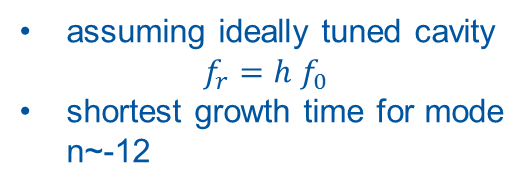 • assuming ideally tuned cavity
f_r = h f_0
• shortest growth time for mode
n~-12